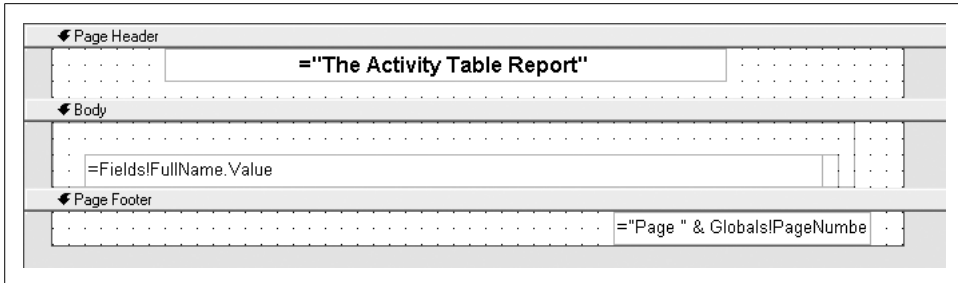 Page Header
="The Activity Table Report"
Body
=Fields!FullName.Value
Page Footer
="Page " & Globals!PageNumbe